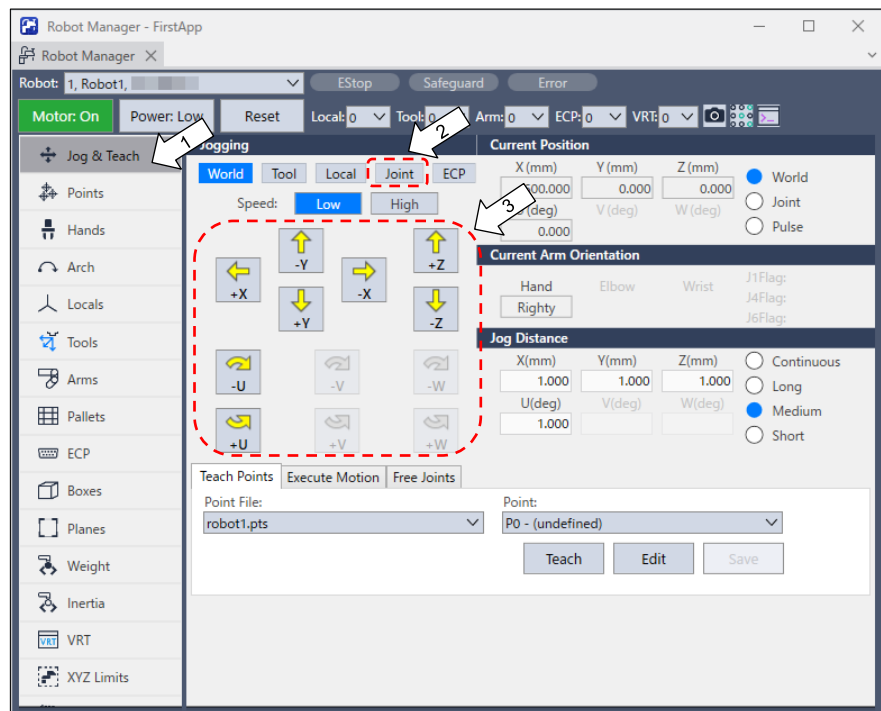 Robot Manager - FirstApp
Robot Manager
Robot: 1, Robot1, EStop Safeguard Error
Motor: On Power: Low Reset Local: 0 Tool: 0 Arm: 0 ECP: 0 VRT: 0
1
2
3
Jog & Teach
Points
Hands
Arch
Locals
Tools
Arms
Pallets
ECP
Boxes
Planes
Weight
Inertia
VRT
XYZ Limits
Jogging
World Tool Local Joint ECP
Speed: Low High
-Y +Z
+X -X
+Y -Z
-U -V -W
+U +V +W
Current Position
X (mm) Y (mm) Z (mm)
600.000 0.000 0.000
(deg) V (deg) W (deg)
0.000
World
Joint
Pulse
Current Arm Orientation
Hand Elbow Wrist
Righty
J1Flag:
J4Flag:
J6Flag:
Jog Distance
X(mm) Y(mm) Z(mm)
1.000 1.000 1.000
U(deg) V(deg) W(deg)
1.000
Continuous
Long
Medium
Short
Teach Points Execute Motion Free Joints
Point File: Point:
robot1.pts P0 - (undefined)
Teach Edit Save